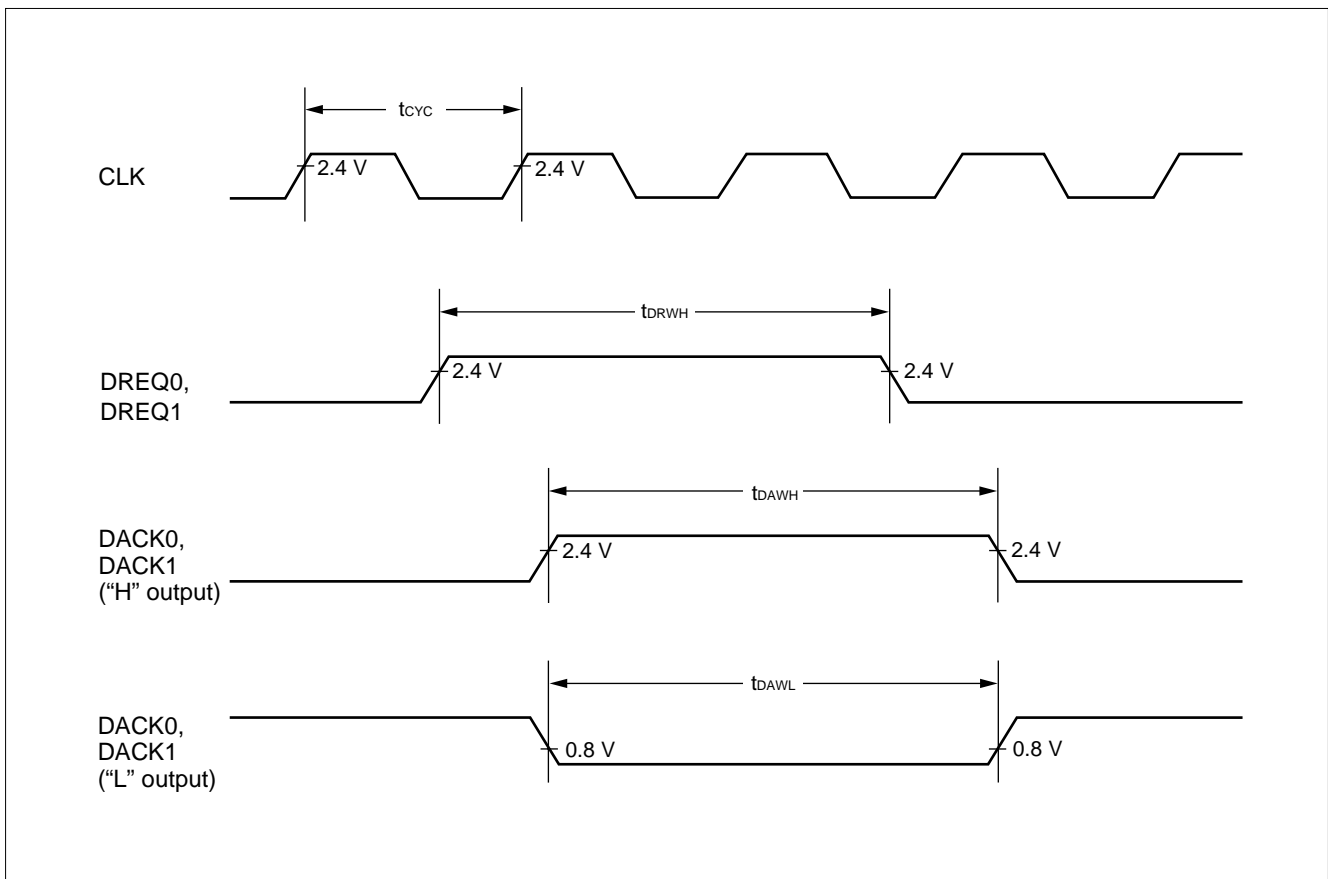 tCYC
CLK
2.4 V
2.4 V
tDRWH
DREQ0,
DREQ1
2.4 V
2.4 V
tDAWH
DACK0,
DACK1
(“H” output)
2.4 V
2.4 V
tDAWL
DACK0,
DACK1
(“L” output)
0.8 V
0.8 V